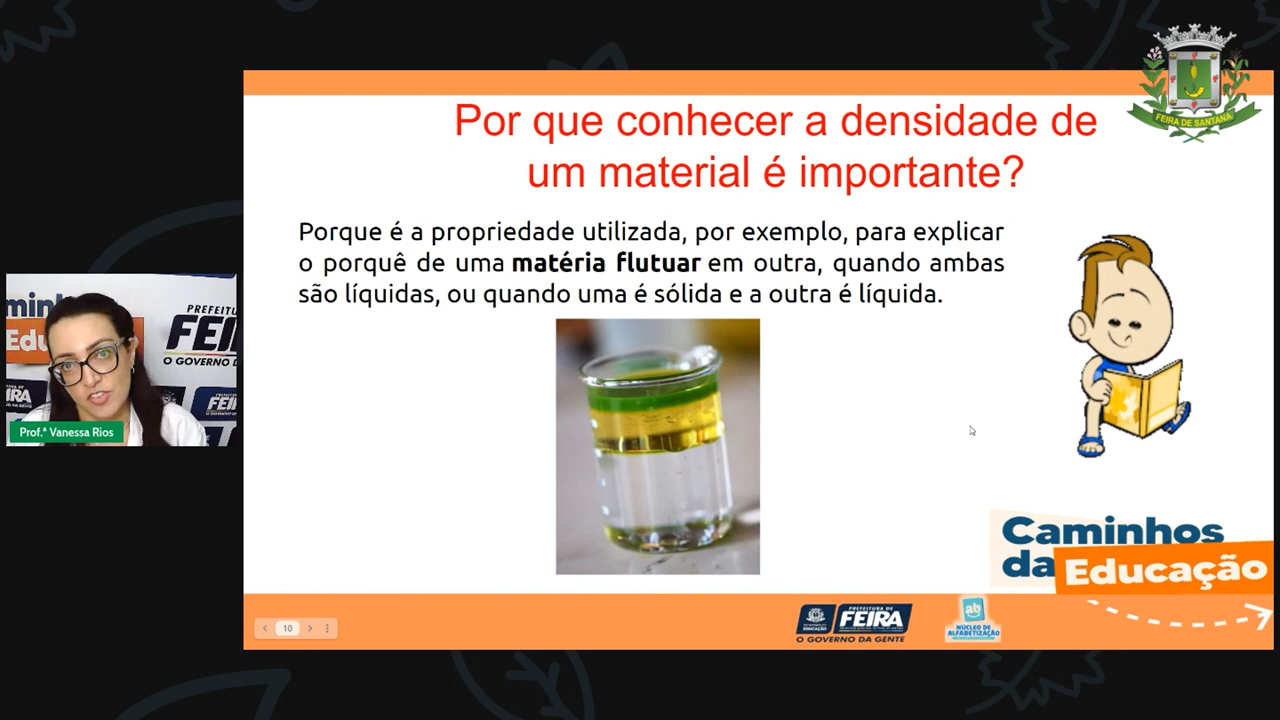 FEIRA DE SANTANA
Por que conhecer a densidade de
um material é importante?
Porque é a propriedade utilizada, por exemplo, para explicar
o porquê de uma matéria flutuar em outra, quando ambas
são líquidas, ou quando uma é sólida e a outra é líquida.
Prof.ª Vanessa Rios
Caminhos
da Educação
10
PREFEITURA DE
FEIRA
O GOVERNO DA GENTE
EDUCAÇÃO
ab
NÚCLEO DE
ALFABETIZAÇÃO